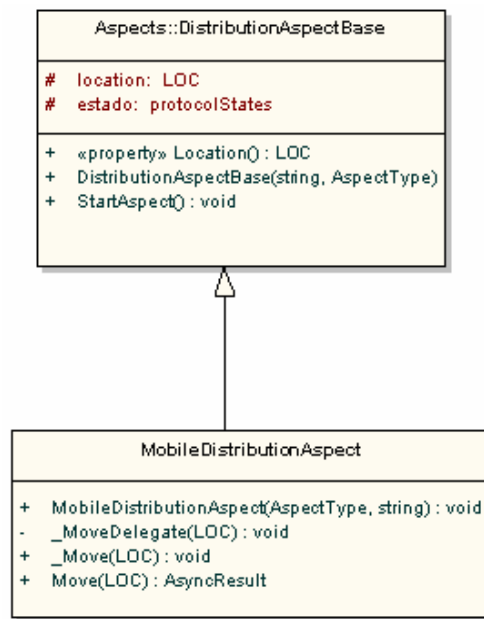 Aspects::DistributionAspectBase
# location: LOC
# estado: protocolStates
+ «property» Location() : LOC
+ DistributionAspectBase(string, AspectType)
+ StartAspect() : void
MobileDistributionAspect
+ MobileDistributionAspect(AspectType, string) : void
- _MoveDelegate(LOC) : void
+ _Move(LOC) : void
+ Move(LOC) : AsyncResult